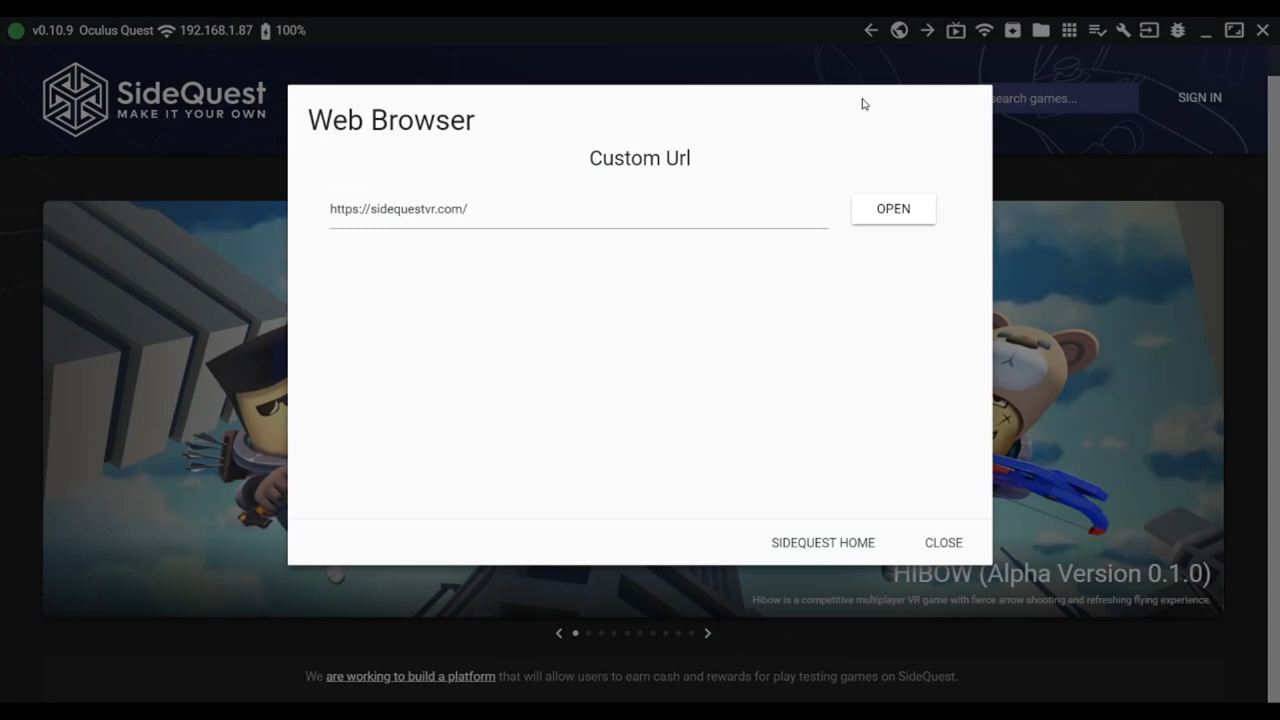 v0.10.9 Oculus Quest 192.168.1.87 100%
SideQuest
MAKE IT YOUR OWN
search games...
SIGN IN
Web Browser
Custom Url
https://sidequestvr.com/
OPEN
SIDEQUEST HOME
CLOSE
HIBOW (Alpha Version 0.1.0)
Hibow is a competitive multiplayer VR game with fierce arrow shooting and refreshing flying experience.
We are working to build a platform that will allow users to earn cash and rewards for play testing games on SideQuest.